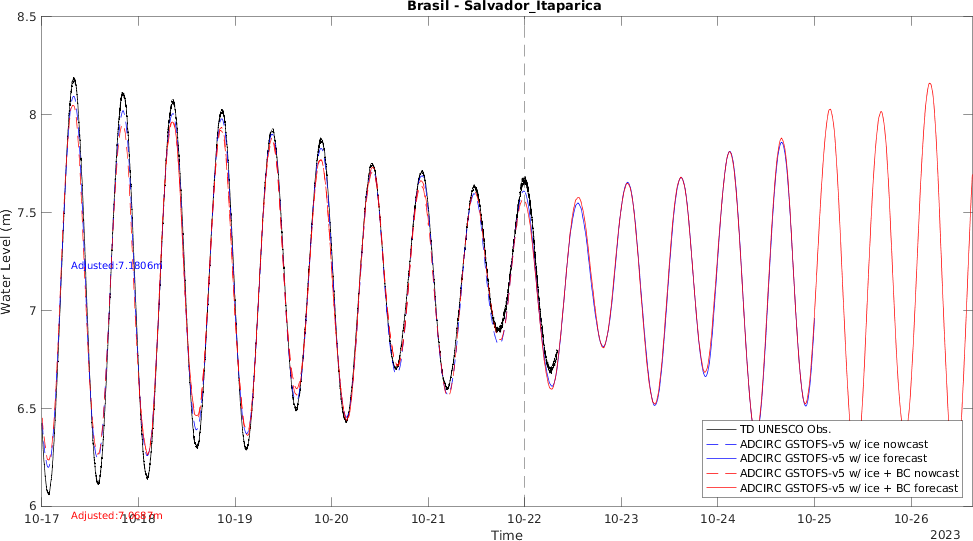 Brasil - Salvador_Itaparica
8.5
8
7.5
7
6.5
6
Water Level (m)
Adjusted:7.1806m
Adjusted:7.0687m
TD UNESCO Obs.
ADCIRC GSTOFS-v5 w/ ice nowcast
ADCIRC GSTOFS-v5 w/ ice forecast
ADCIRC GSTOFS-v5 w/ ice + BC nowcast
ADCIRC GSTOFS-v5 w/ ice + BC forecast
10-17 10-18 10-19 10-20 10-21 10-22 10-23 10-24 10-25 10-26
Time
2023